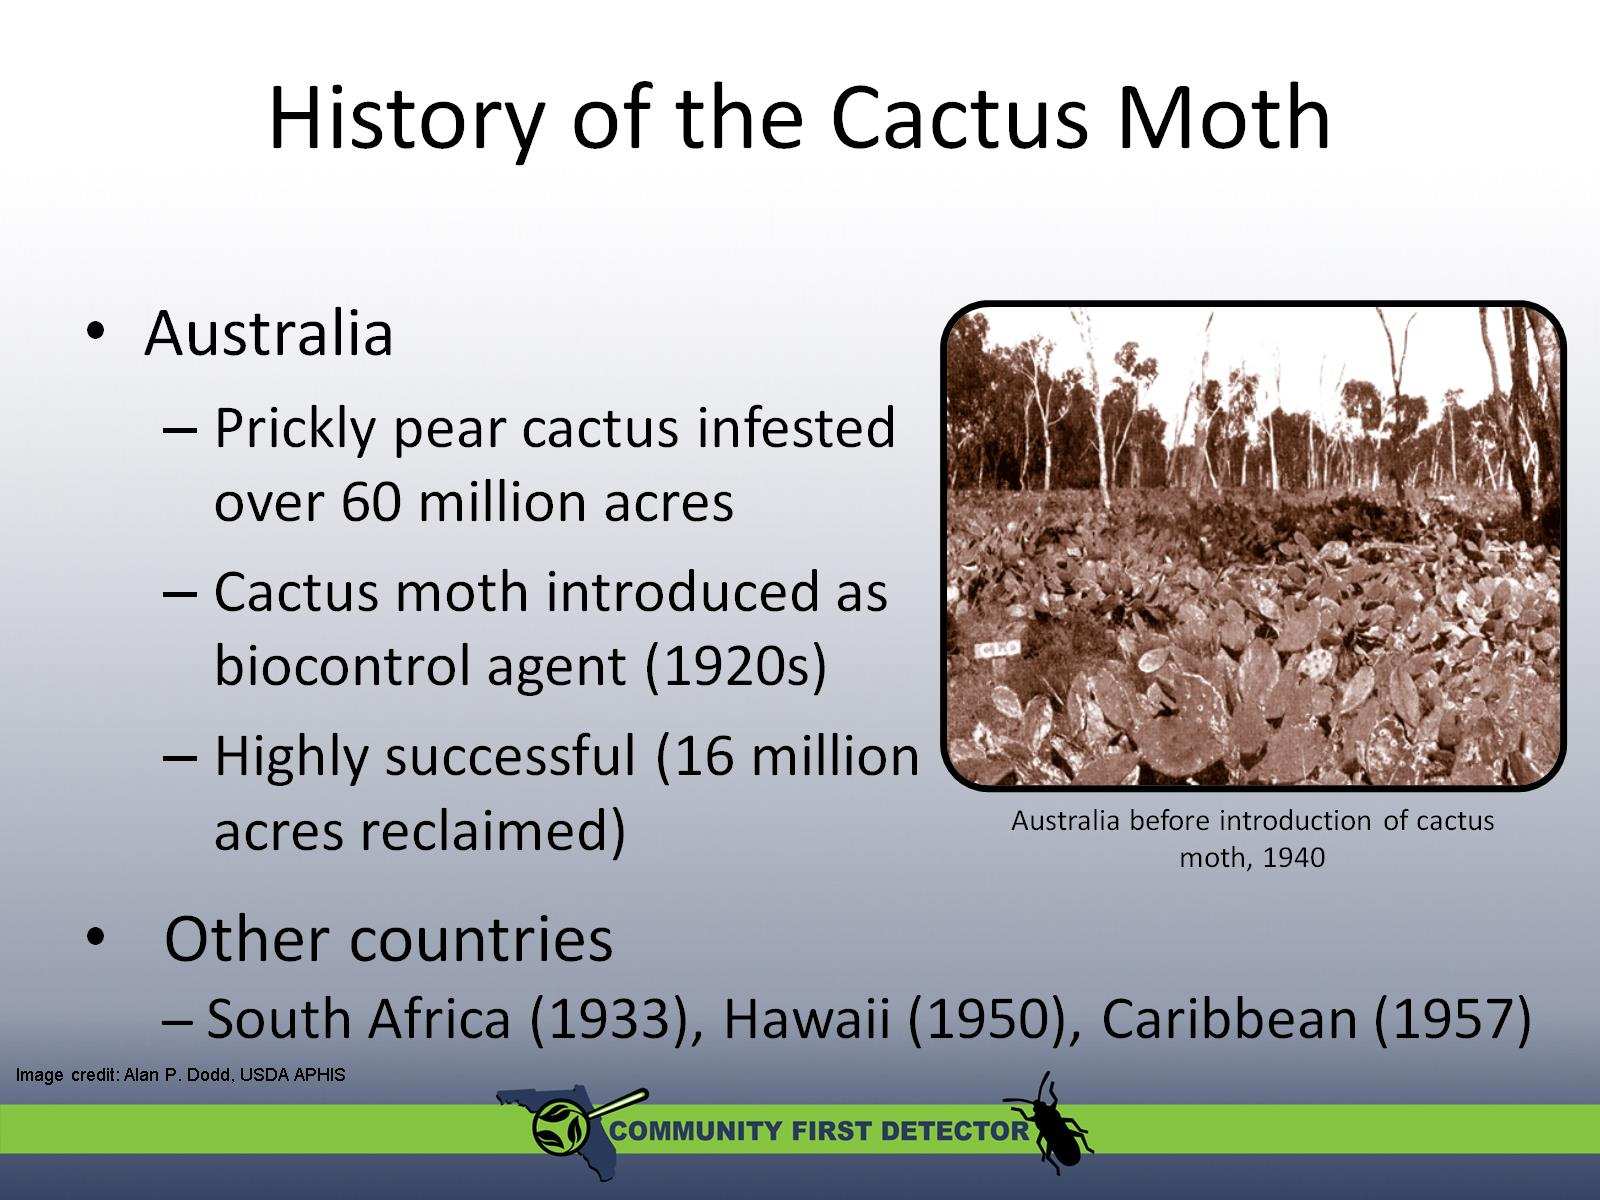 History of the Cactus Moth
• Australia
– Prickly pear cactus infested
over 60 million acres
– Cactus moth introduced as
biocontrol agent (1920s)
– Highly successful (16 million
acres reclaimed)
Australia before introduction of cactus
moth, 1940
• Other countries
– South Africa (1933), Hawaii (1950), Caribbean (1957)
Image credit: Alan P. Dodd, USDA APHIS
COMMUNITY FIRST DETECTOR